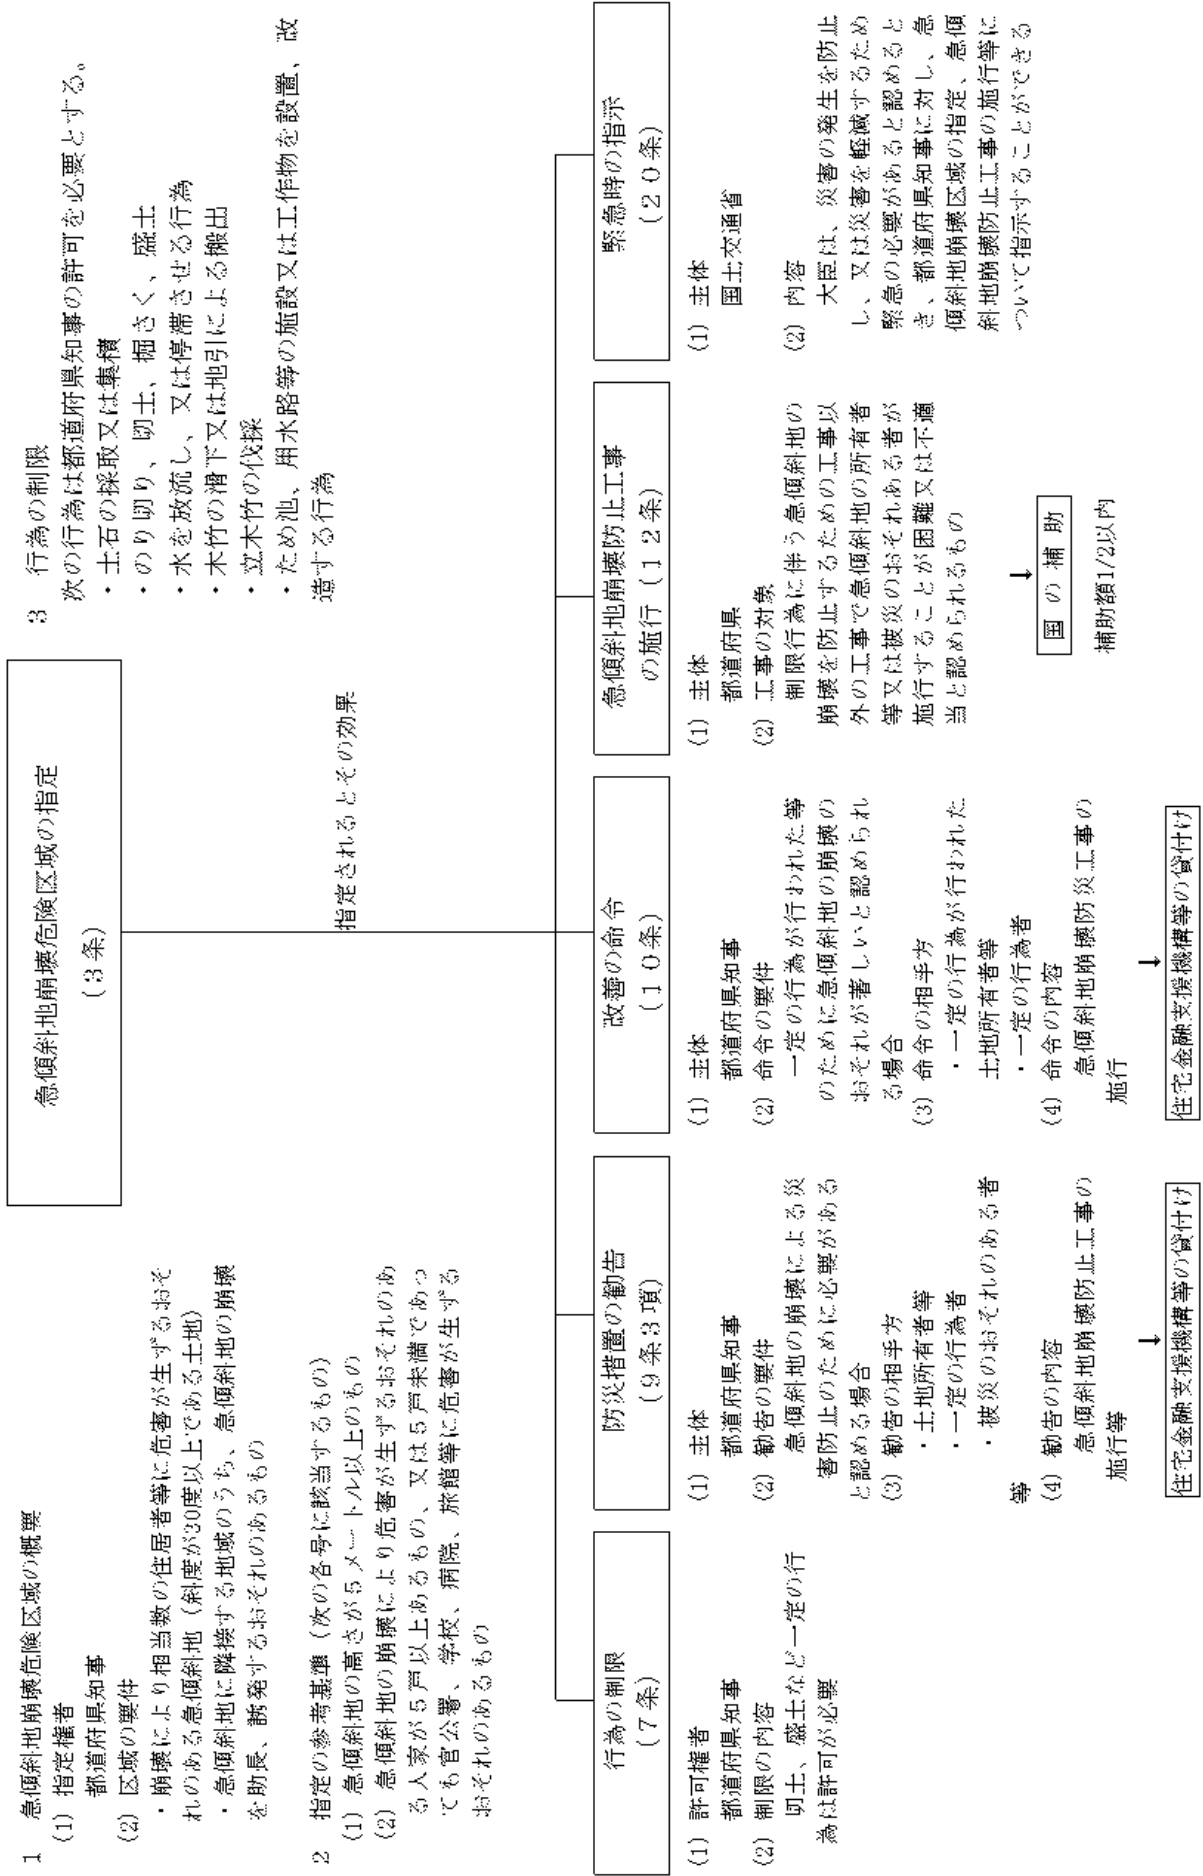 急傾斜地崩壊危険区域の指定
(３条)
1 急傾斜地崩壊危険区域の概要
(1) 指定権者
都道府県知事
(2) 区域の要件
・崩壊により相当数の住居者等に危害が生ずるおそ
れのある急傾斜地（斜度が30度以上である土地)
・急傾斜地に隣接する地域のうち、急傾斜地の崩壊
を助長、誘発するおそれのあるもの
2 指定の参考基準（次の各号に該当するもの)
(1) 急傾斜地の高さが５メートル以上のもの
(2) 急傾斜地の崩壊により危害が生ずるおそれのあ
る人家が５戸以上あるもの、又は５戸未満であっ
ても官公署、学校、病院、旅館等に危害が生ずる
おそれのあるもの
3 行為の制限
次の行為は都道府県知事の許可を必要とする。
・土石の採取又は集積
・のり切り、切土、掘さく、盛土
・水を放流し、又は停滞させる行為
・木竹の滑下又は地引による搬出
・立木竹の伐採
・ため池、用水路等の施設又は工作物を設置、改
造する行為
指定されるとその効果
行為の制限
(７条)
(1) 許可権者
都道府県知事
(2) 制限の内容
切土、盛土など一定の行
為は許可が必要
防災措置の勧告
(９条３項)
(1) 主体
都道府県知事
(2) 勧告の要件
急傾斜地の崩壊による災
害防止のために必要がある
と認める場合
(3) 勧告の相手方
・土地所有者等
・一定の行為者
・被災のおそれのある者
等
(4) 勧告の内容
急傾斜地崩壊防止工事の
施行等
↓
住宅金融支援機構等の貸付け
改善の命令
(１０条)
(1) 主体
都道府県知事
(2) 命令の要件
一定の行為が行われた等
のために急傾斜地の崩壊の
おそれが著しいと認められ
る場合
(3) 命令の相手方
・一定の行為が行われた
土地所有者等
・一定の行為者
(4) 命令の内容
急傾斜地崩壊防災工事の
施行
↓
住宅金融支援機構等の貸付け
急傾斜地崩壊防止工事
の施行(１２条)
(1) 主体
都道府県
(2) 工事の対象
制限行為に伴う急傾斜地の
崩壊を防止するための工事以
外の工事で急傾斜地の所有者
等又は被災のおそれある者が
施行することが困難又は不適
当と認められるもの
↓
国の補助
補助額1/2以内
緊急時の指示
(２０条)
(1) 主体
国土交通省
(2) 内容
大臣は、災害の発生を防止
し、又は災害を軽減するため
緊急の必要があると認めると
き、都道府県知事に対し、急
傾斜地崩壊区域の指定、急傾
斜地崩壊防止工事の施行等に
ついて指示することができる